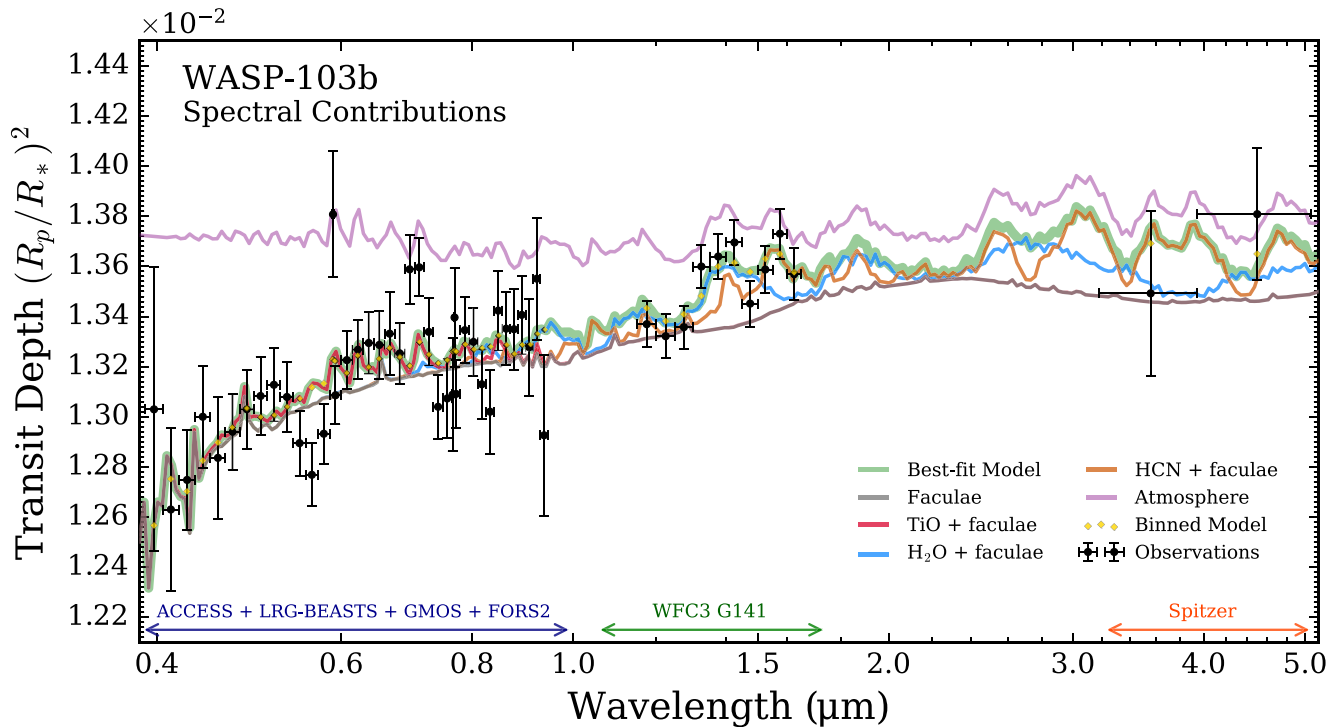 ×10⁻²
WASP-103b
Spectral Contributions
Transit Depth (R_p/R_*)²
1.44
1.42
1.40
1.38
1.36
1.34
1.32
1.30
1.28
1.26
1.24
1.22
Best-fit Model
Faculae
TiO + faculae
H₂O + faculae
HCN + faculae
Atmosphere
Binned Model
Observations
ACCESS + LRG-BEASTS + GMOS + FORS2
WFC3 G141
Spitzer
0.4 0.6 0.8 1.0 1.5 2.0 3.0 4.0 5.0
Wavelength (μm)